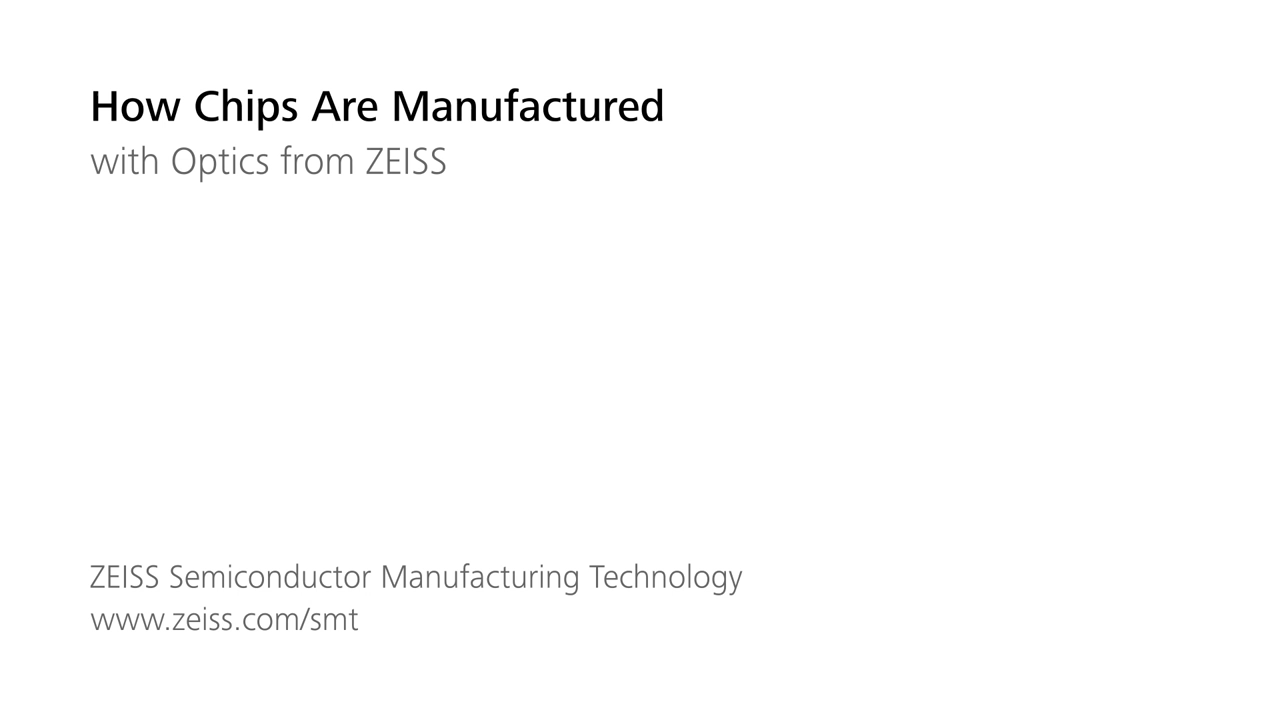 How Chips Are Manufactured
with Optics from ZEISS
ZEISS Semiconductor Manufacturing Technology
www.zeiss.com/smt